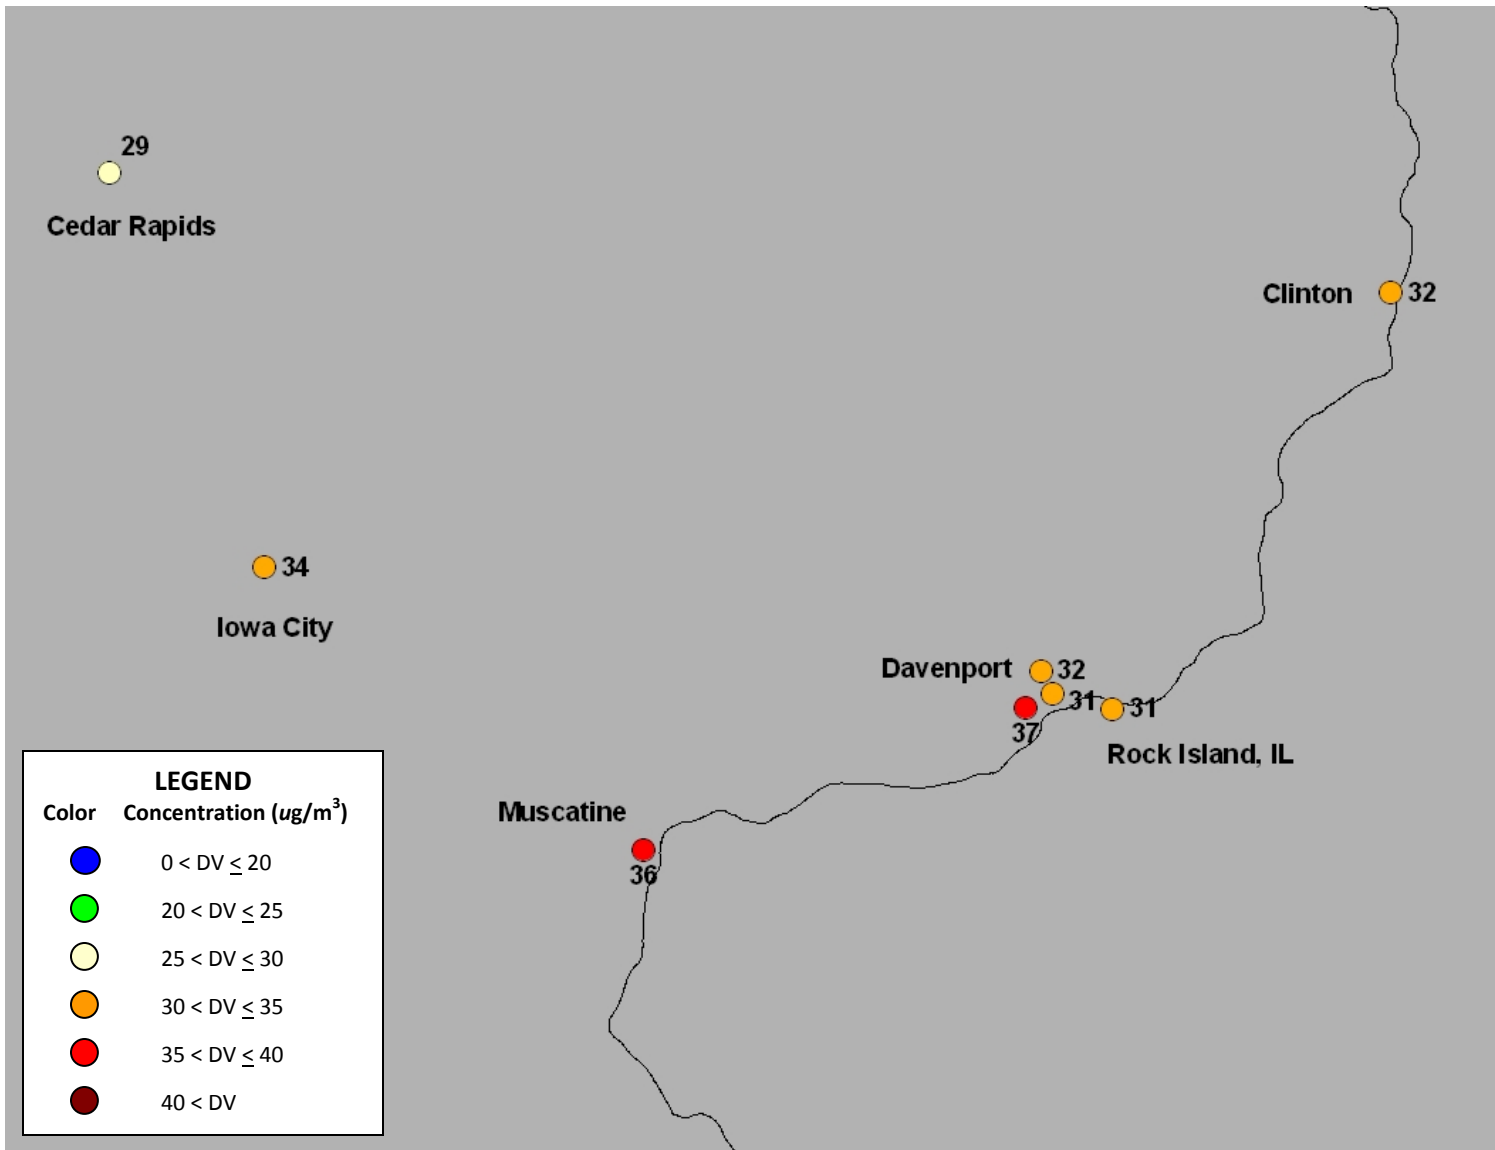 29
Cedar Rapids
Clinton 32
34
Iowa City
Davenport 32
31 31
37
Rock Island, IL
Muscatine
36
LEGEND
Color Concentration (ug/m³)
0 < DV ≤ 20
20 < DV ≤ 25
25 < DV ≤ 30
30 < DV ≤ 35
35 < DV ≤ 40
40 < DV